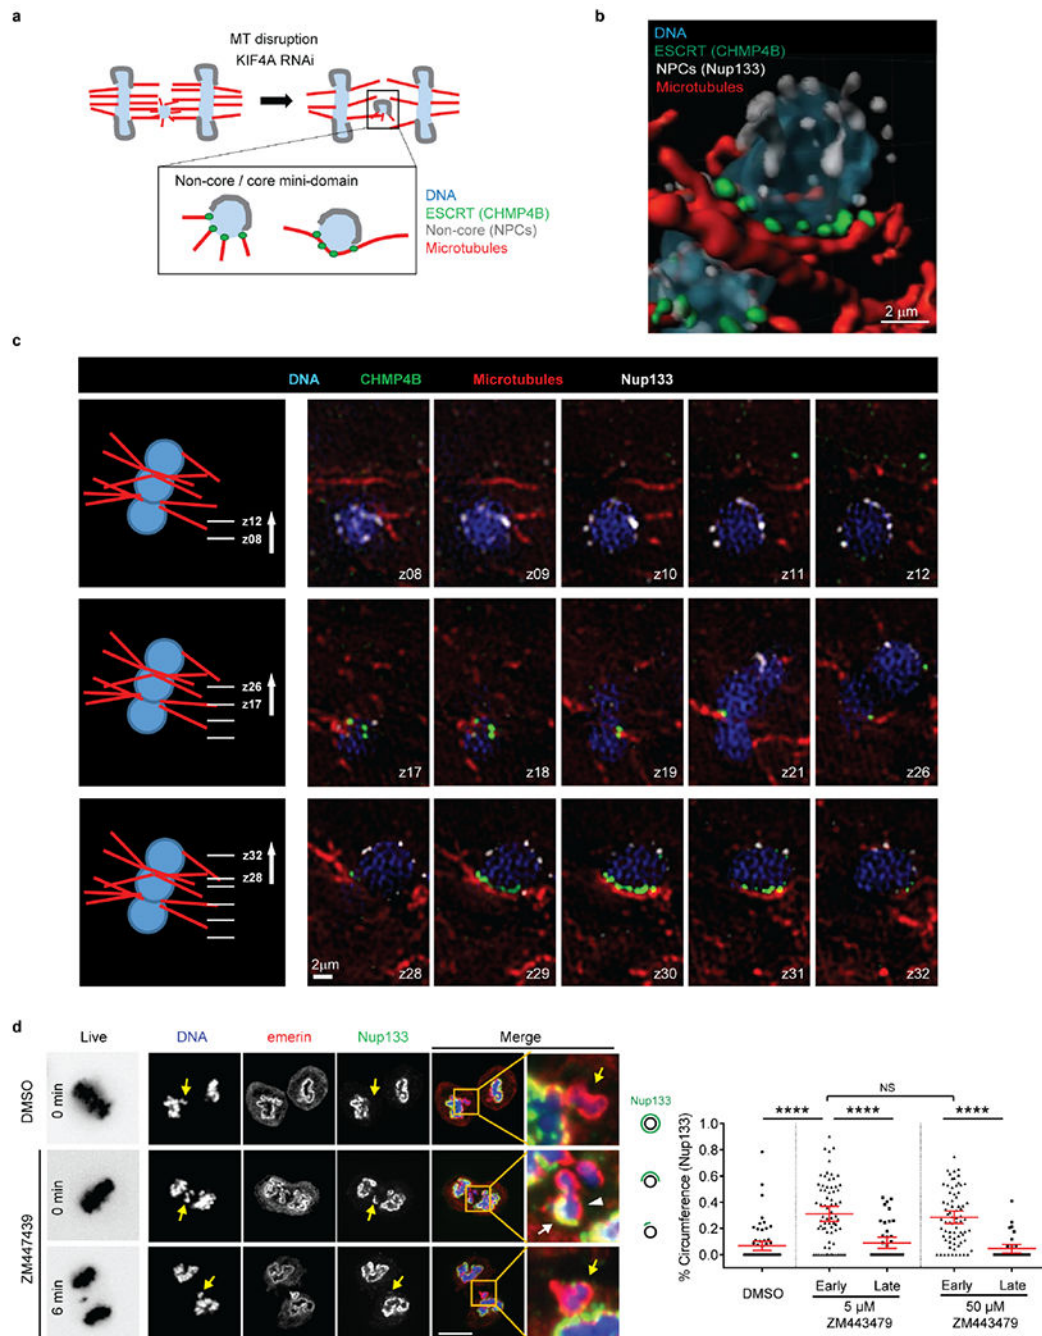 a
MT disruption
KIF4A RNAi
Non-core / core mini-domain
DNA
ESCRT (CHMP4B)
Non-core (NPCs)
Microtubules
b
DNA
ESCRT (CHMP4B)
NPCs (Nup133)
Microtubules
2 µm
c
DNA CHMP4B Microtubules Nup133
z12
z08
z08 z09 z10 z11 z12
z26
z17
z17 z18 z19 z21 z26
z32
z28
2µm
z28 z29 z30 z31 z32
d
Live DNA emerin Nup133 Merge
DMSO
0 min
ZM447439
0 min
6 min
Nup133
% Circumference (Nup133)
NS
**** **** ****
1.0
0.8
0.6
0.4
0.2
0.0
DMSO Early Late Early Late
5 µM ZM443479
50 µM ZM443479